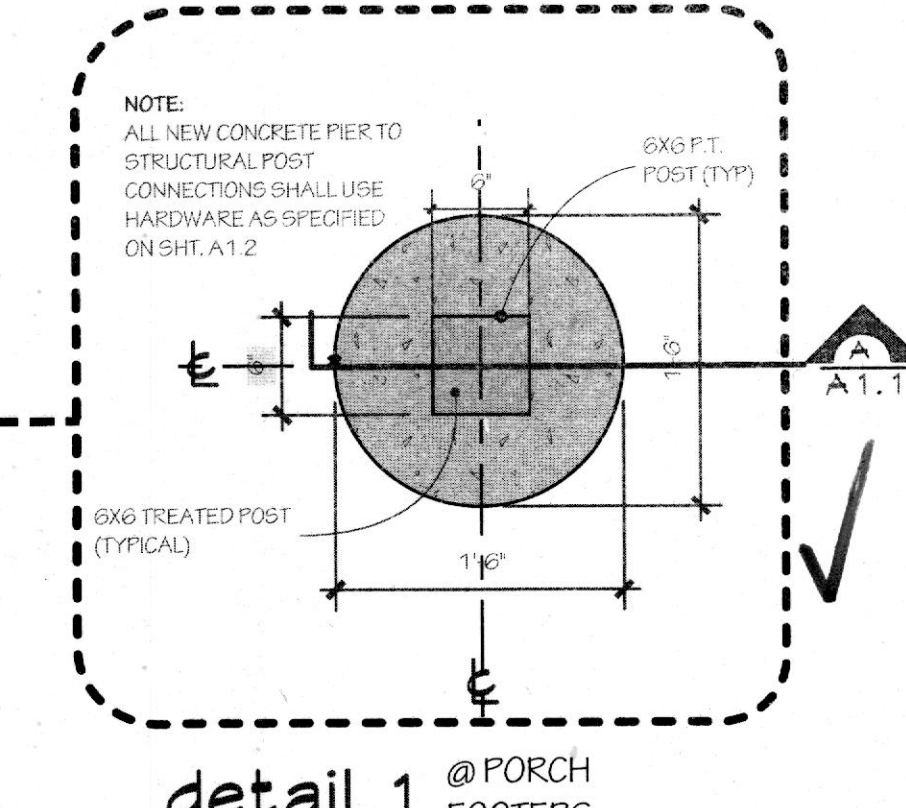 NOTE:
ALL NEW CONCRETE PIER TO
STRUCTURAL POST
CONNECTIONS SHALL USE
HARDWARE AS SPECIFIED
ON SHT. A1.2
6X6 P.T.
POST (TYP)
6"
6"
1'-6"
A
A1.1
6X6 TREATED POST
(TYPICAL)
1'-6"
detail 1
@ PORCH
FOOTERS